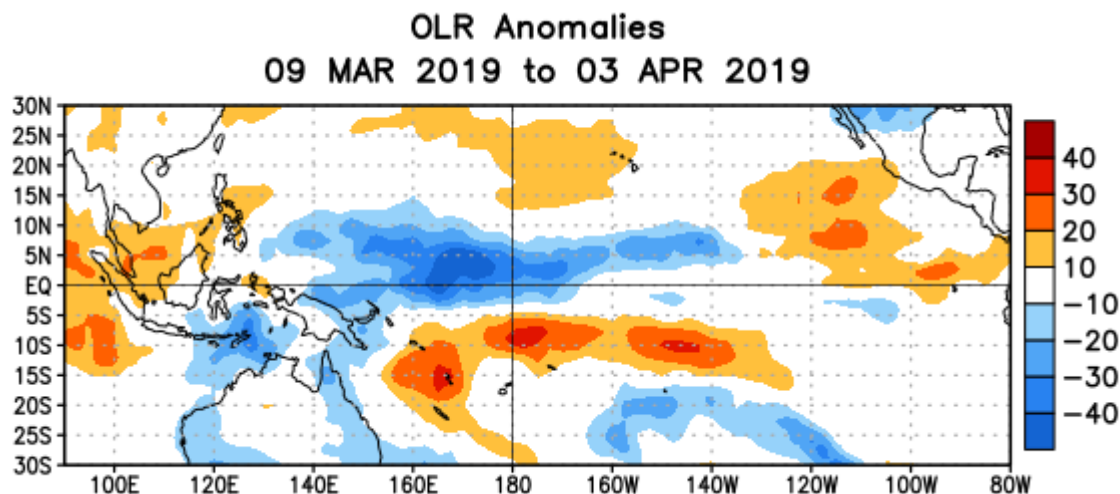 OLR Anomalies
09 MAR 2019 to 03 APR 2019
30N
25N
20N
15N
10N
5N
EQ
5S
10S
15S
20S
25S
30S
100E 120E 140E 160E 180 160W 140W 120W 100W 80W
40
30
20
10
-10
-20
-30
-40